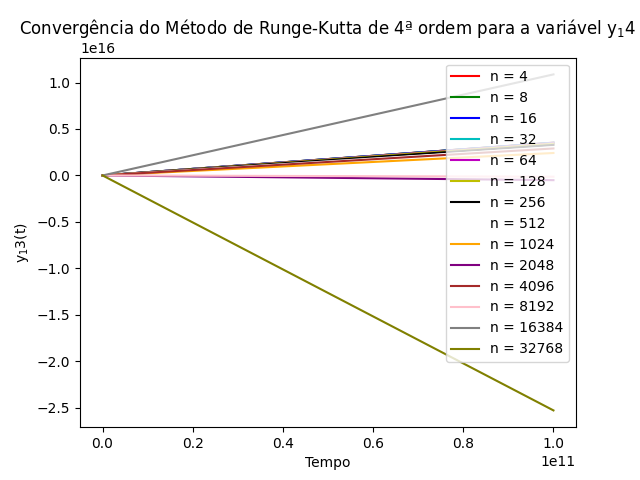 Convergência do Método de Runge-Kutta de 4ª ordem para a variável y₁4
1e16
1.0
0.5
0.0
−0.5
−1.0
−1.5
−2.0
−2.5
y₁3(t)
n = 4
n = 8
n = 16
n = 32
n = 64
n = 128
n = 256
n = 512
n = 1024
n = 2048
n = 4096
n = 8192
n = 16384
n = 32768
0.0 0.2 0.4 0.6 0.8 1.0
1e11
Tempo